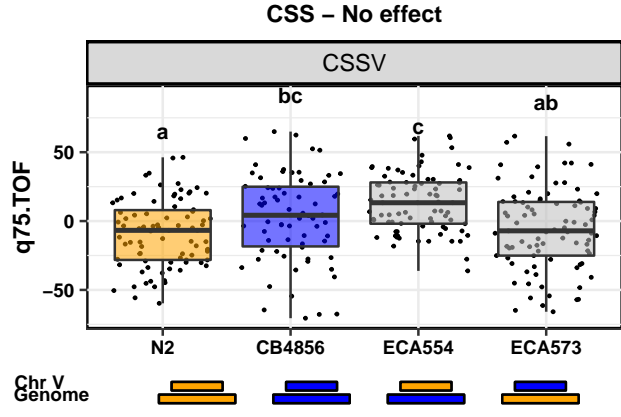 CSS – No effect
CSSV
a bc c ab
q75.TOF
50
0
−50
N2 CB4856 ECA554 ECA573
Chr V
Genome